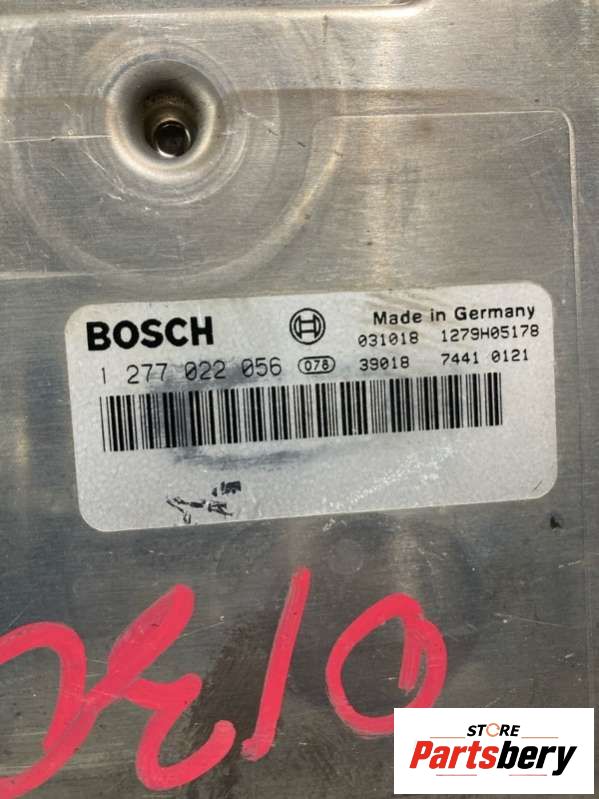 BOSCH
Made in Germany
031018 1279H05178
1 277 022 056 078 39018 7441 0121
STORE
Partsbery